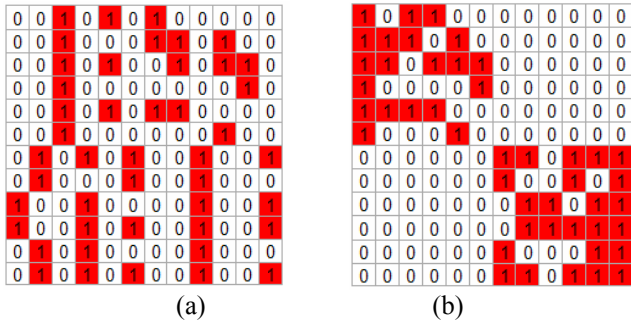 0 0 1 0 1 0 1 0 0 0 0 0
0 0 1 0 0 0 1 1 0 1 0 0
0 0 1 0 1 0 0 1 0 1 1 0
0 0 1 0 0 0 0 0 0 0 1 0
0 0 1 0 1 0 1 1 0 0 0 0
0 0 1 0 0 0 0 0 0 1 0 0
0 1 0 1 0 1 0 0 1 0 0 1
0 1 0 0 0 1 0 0 1 0 0 0
1 0 0 1 0 0 0 0 1 0 0 1
1 0 0 1 0 1 0 0 1 0 0 1
0 1 0 1 0 0 0 0 1 0 0 0
0 1 0 1 0 1 0 0 1 0 0 1
(a)
1 0 1 1 0 0 0 0 0 0 0 0
1 1 1 0 1 0 0 0 0 0 0 0
1 1 0 1 1 1 0 0 0 0 0 0
1 0 0 0 0 1 0 0 0 0 0 0
1 1 1 1 0 0 0 0 0 0 0 0
1 0 0 0 1 0 0 0 0 0 0 0
0 0 0 0 0 0 1 1 0 1 1 1
0 0 0 0 0 0 1 0 0 1 0 1
0 0 0 0 0 0 0 1 1 0 1 1
0 0 0 0 0 0 0 1 1 1 1 1
0 0 0 0 0 0 1 0 0 0 1 1
0 0 0 0 0 0 1 1 0 1 1 1
(b)